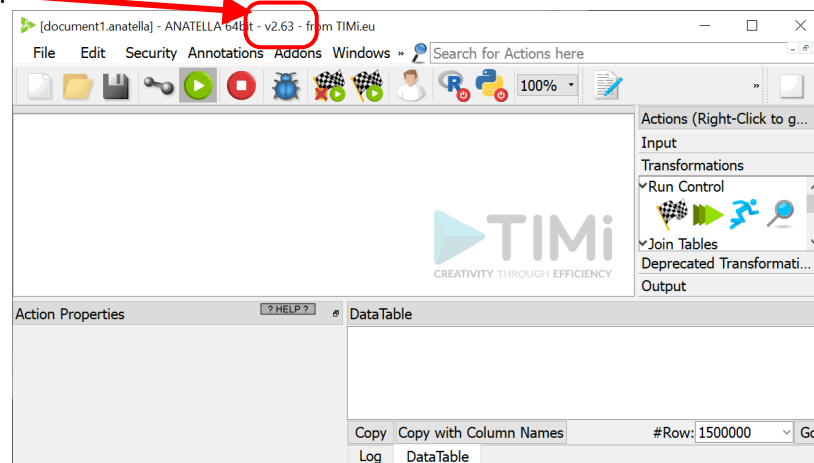 [document1.anatella] - ANATELLA 64bit - v2.63 - from TIMi.eu
File Edit Security Annotations Addons Windows » Search for Actions here
100% »
Actions (Right-Click to g...
Input
Transformations
Run Control
Join Tables
Deprecated Transformati...
Output
TIMi
CREATIVITY THROUGH EFFICIENCY
Action Properties ? HELP ? DataTable
Copy Copy with Column Names #Row: 1500000
Log DataTable